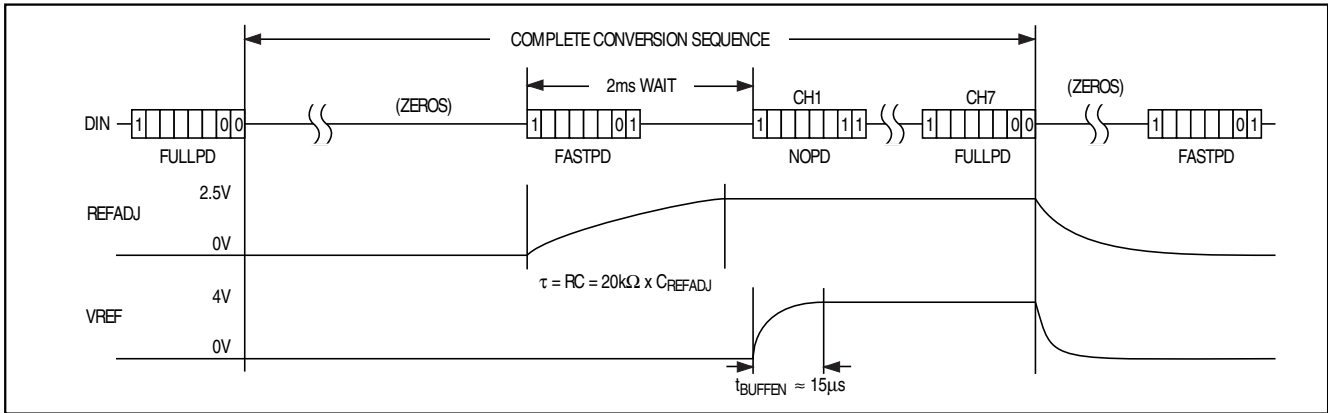 COMPLETE CONVERSION SEQUENCE
2ms WAIT
(ZEROS)
CH1
CH7
(ZEROS)
DIN
1 0 0
1 0 1
1 1 1
1 0 0
1 0 1
FULLPD
FASTPD
NOPD
FULLPD
FASTPD
2.5V
REFADJ
0V
τ = RC = 20kΩ x CREFADJ
4V
VREF
0V
tBUFFEN ≈ 15μs